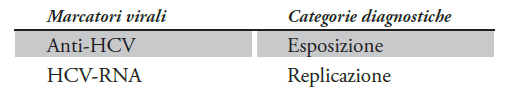 Marcatori virali Categorie diagnostiche
Anti-HCV Esposizione
HCV-RNA Replicazione